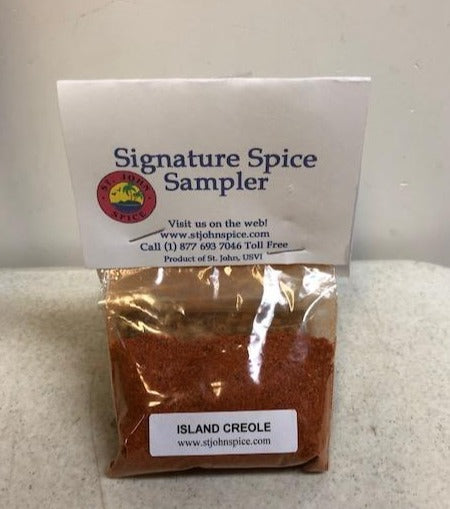 Signature Spice
Sampler
ST. JOHN
SPICE
Visit us on the web!
www.stjohnspice.com
Call (1) 877 693 7046 Toll Free
Product of St. John, USVI
ISLAND CREOLE
www.stjohnspice.com